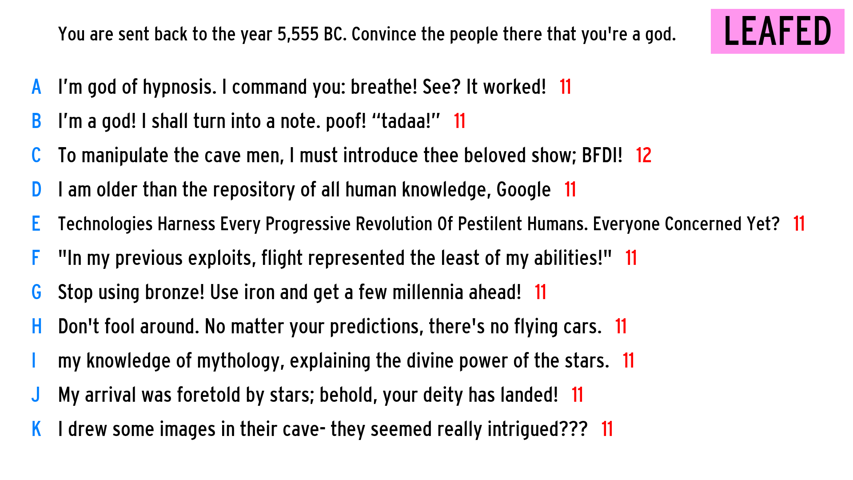 You are sent back to the year 5,555 BC. Convince the people there that you're a god.
LEAFED
A I'm god of hypnosis. I command you: breathe! See? It worked! 11
B I'm a god! I shall turn into a note. poof! “tadaa!” 11
C To manipulate the cave men, I must introduce thee beloved show; BFDI! 12
D I am older than the repository of all human knowledge, Google 11
E Technologies Harness Every Progressive Revolution Of Pestilent Humans. Everyone Concerned Yet? 11
F "In my previous exploits, flight represented the least of my abilities!" 11
G Stop using bronze! Use iron and get a few millennia ahead! 11
H Don't fool around. No matter your predictions, there's no flying cars. 11
I my knowledge of mythology, explaining the divine power of the stars. 11
J My arrival was foretold by stars; behold, your deity has landed! 11
K I drew some images in their cave- they seemed really intrigued??? 11